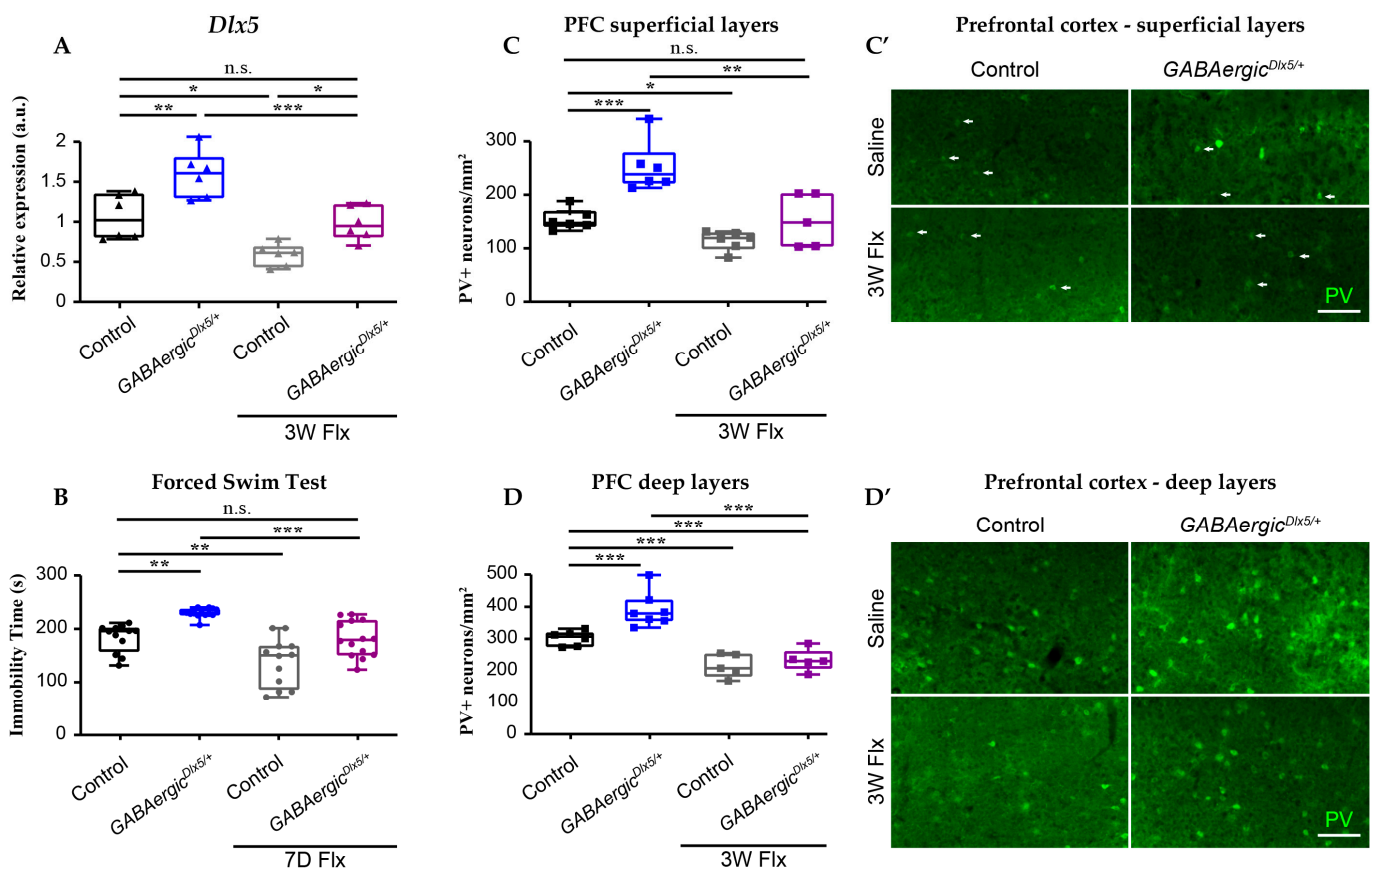 Dlx5
A
n.s.
* *
** ***
Relative expression (a.u.)
2
1.5
1
0.5
0
Control
GABAergicDlx5/+
Control
GABAergicDlx5/+
3W Flx
PFC superficial layers
C
n.s.
**
*
***
PV+ neurons/mm²
300
200
100
0
Control
GABAergicDlx5/+
Control
GABAergicDlx5/+
3W Flx
Prefrontal cortex - superficial layers
C′
Control GABAergicDlx5/+
Saline
3W Flx
PV
Forced Swim Test
B
n.s.
***
**
**
Immobility Time (s)
300
200
100
0
Control
GABAergicDlx5/+
Control
GABAergicDlx5/+
7D Flx
PFC deep layers
D
***
***
***
***
PV+ neurons/mm²
500
400
300
200
100
0
Control
GABAergicDlx5/+
Control
GABAergicDlx5/+
3W Flx
Prefrontal cortex - deep layers
D′
Control GABAergicDlx5/+
Saline
3W Flx
PV